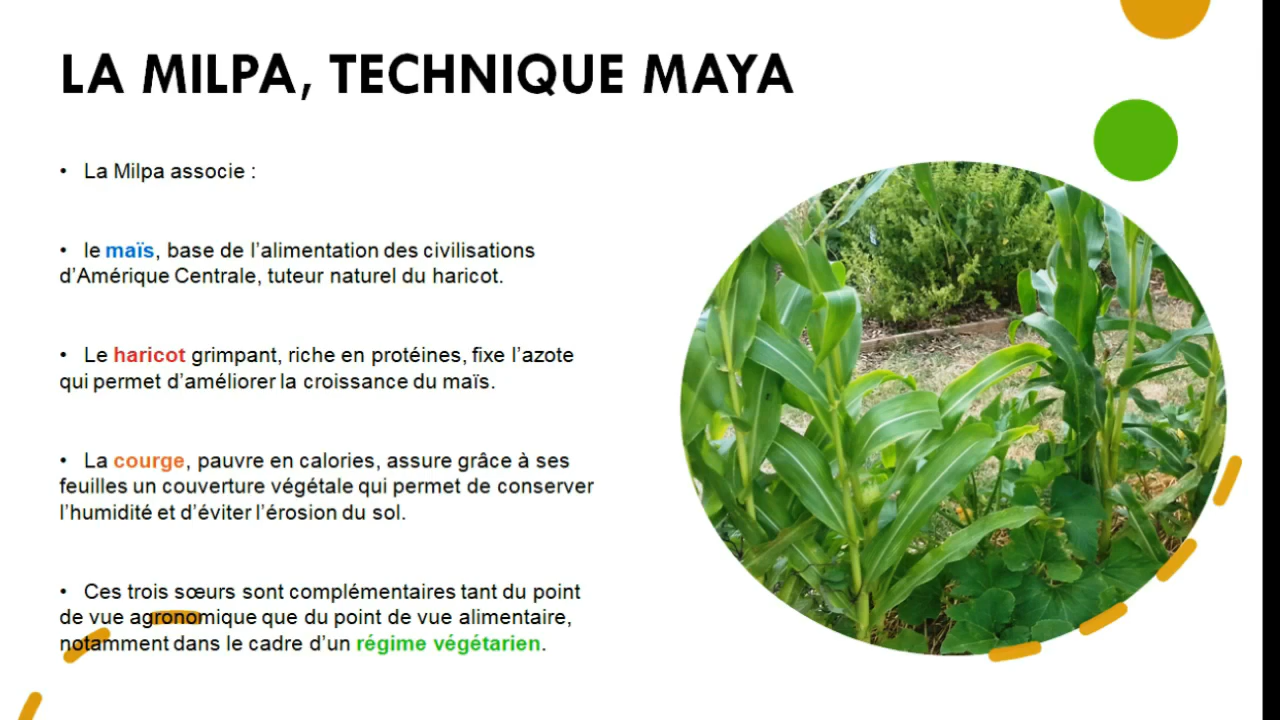 LA MILPA, TECHNIQUE MAYA
• La Milpa associe :
• le maïs, base de l’alimentation des civilisations
d’Amérique Centrale, tuteur naturel du haricot.
• Le haricot grimpant, riche en protéines, fixe l’azote
qui permet d’améliorer la croissance du maïs.
• La courge, pauvre en calories, assure grâce à ses
feuilles un couverture végétale qui permet de conserver
l’humidité et d’éviter l’érosion du sol.
• Ces trois sœurs sont complémentaires tant du point
de vue agronomique que du point de vue alimentaire,
notamment dans le cadre d’un régime végétarien.